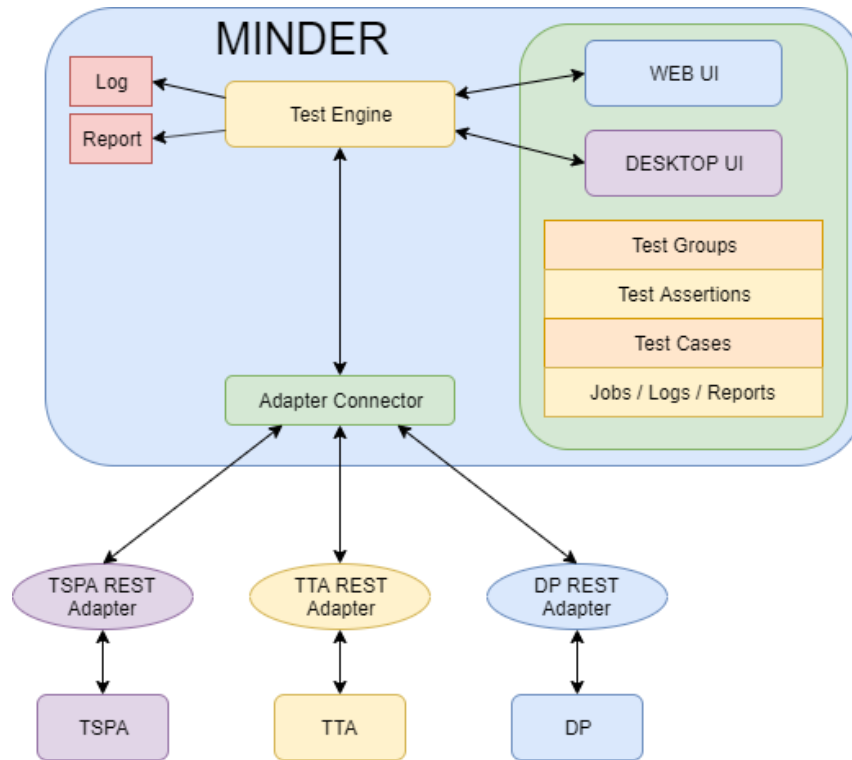 MINDER
Log
Report
Test Engine
WEB UI
DESKTOP UI
Test Groups
Test Assertions
Test Cases
Jobs / Logs / Reports
Adapter Connector
TSPA REST
Adapter
TTA REST
Adapter
DP REST
Adapter
TSPA
TTA
DP